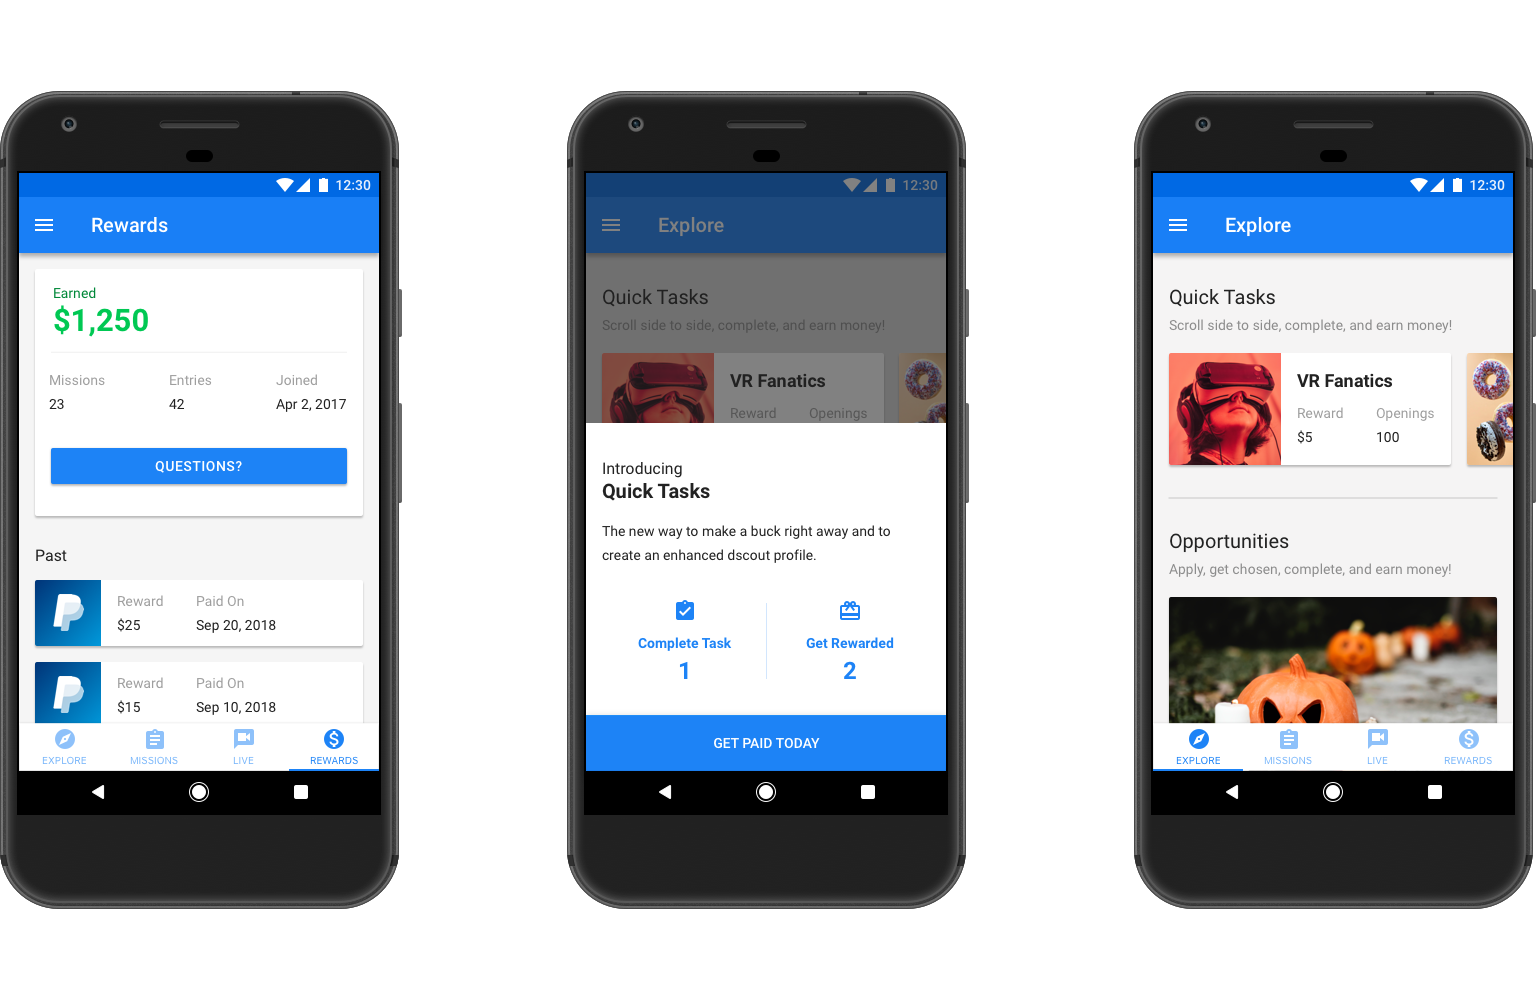 12:30
Rewards
Earned
$1,250
Missions Entries Joined
23 42 Apr 2, 2017
QUESTIONS?
Past
Reward Paid On
$25 Sep 20, 2018
Reward Paid On
$15 Sep 10, 2018
EXPLORE MISSIONS LIVE REWARDS
12:30
Explore
Quick Tasks
Scroll side to side, complete, and earn money!
VR Fanatics
Reward Openings
Introducing
Quick Tasks
The new way to make a buck right away and to
create an enhanced dscout profile.
Complete Task Get Rewarded
1 2
GET PAID TODAY
12:30
Explore
Quick Tasks
Scroll side to side, complete, and earn money!
VR Fanatics
Reward Openings
$5 100
Opportunities
Apply, get chosen, complete, and earn money!
EXPLORE MISSIONS LIVE REWARDS